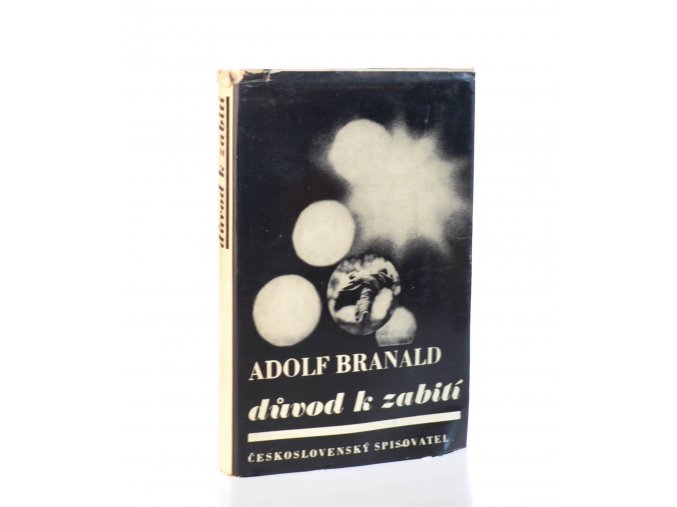 důvod k zabití
ADOLF BRANALD
důvod k zabití
ČESKOSLOVENSKÝ SPISOVATEL